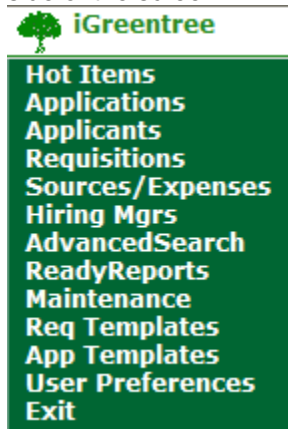 iGreentree
Hot Items
Applications
Applicants
Requisitions
Sources/Expenses
Hiring Mgrs
AdvancedSearch
ReadyReports
Maintenance
Req Templates
App Templates
User Preferences
Exit